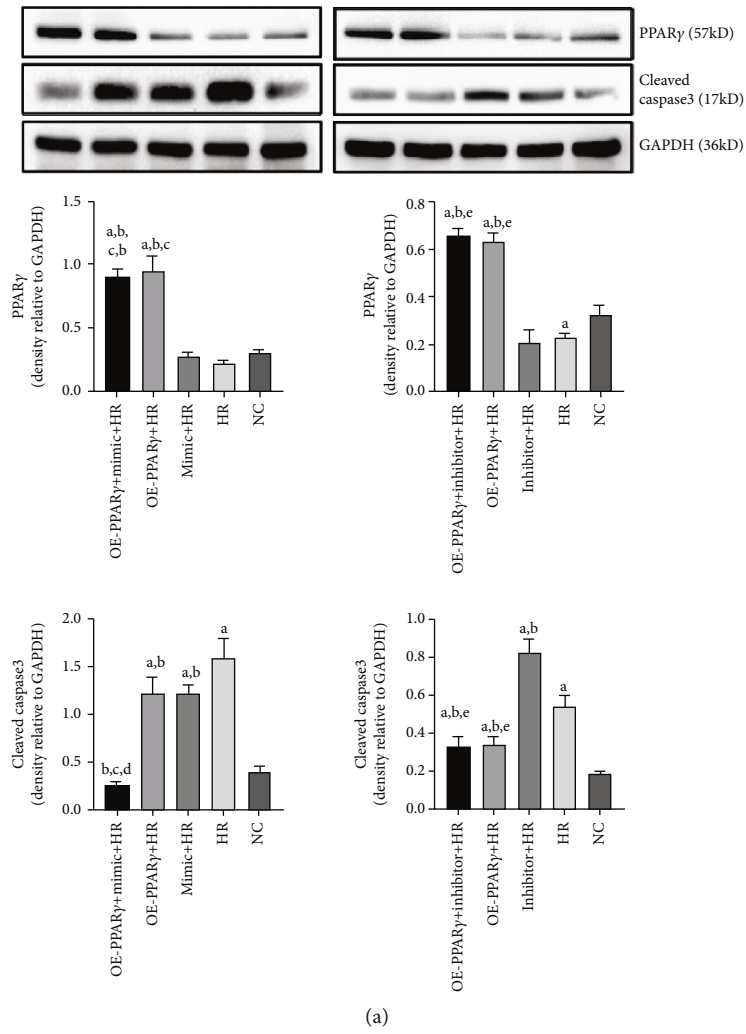 PPARγ (57kD)
Cleaved
caspase3 (17kD)
GAPDH (36kD)
PPARγ
(density relative to GAPDH)
1.5
1.0
0.5
0.0
a,b,
c,b
a,b,c
OE-PPARγ+mimic+HR
OE-PPARγ+HR
Mimic+HR
HR
NC
PPARγ
(density relative to GAPDH)
0.8
0.6
0.4
0.2
0.0
a,b,e
a,b,e
a
OE-PPARγ+inhibitor+HR
OE-PPARγ+HR
Inhibitor+HR
HR
NC
Cleaved caspase3
(density relative to GAPDH)
2.0
1.5
1.0
0.5
0.0
b,c,d
a,b
a,b
a
OE-PPARγ+mimic+HR
OE-PPARγ+HR
Mimic+HR
HR
NC
Cleaved caspase3
(density relative to GAPDH)
1.0
0.8
0.6
0.4
0.2
0.0
a,b,e
a,b,e
a,b
a
OE-PPARγ+inhibitor+HR
OE-PPARγ+HR
Inhibitor+HR
HR
NC
(a)